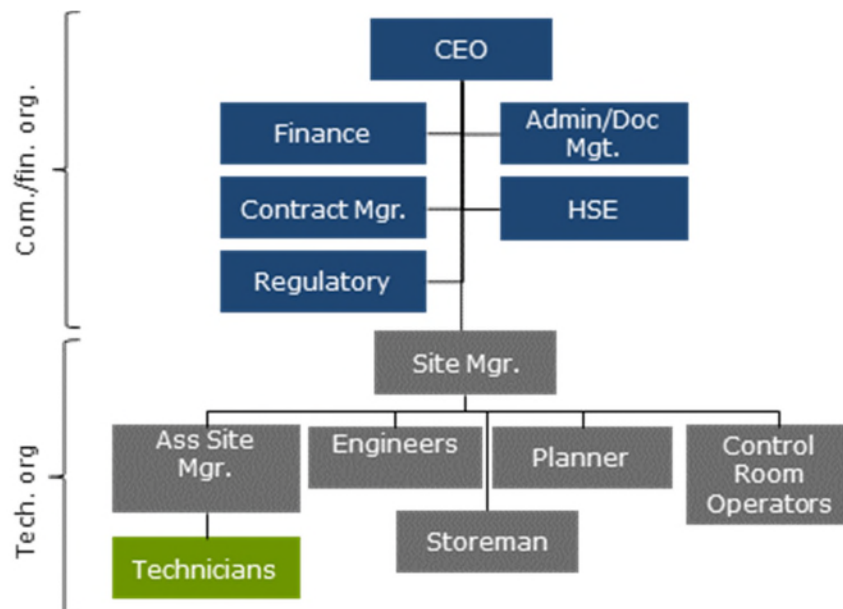 Com./fin. org.
CEO
Finance
Admin/Doc
Mgt.
Contract Mgr.
HSE
Regulatory
Tech. org
Site Mgr.
Ass Site
Mgr.
Engineers
Planner
Control
Room
Operators
Storeman
Technicians